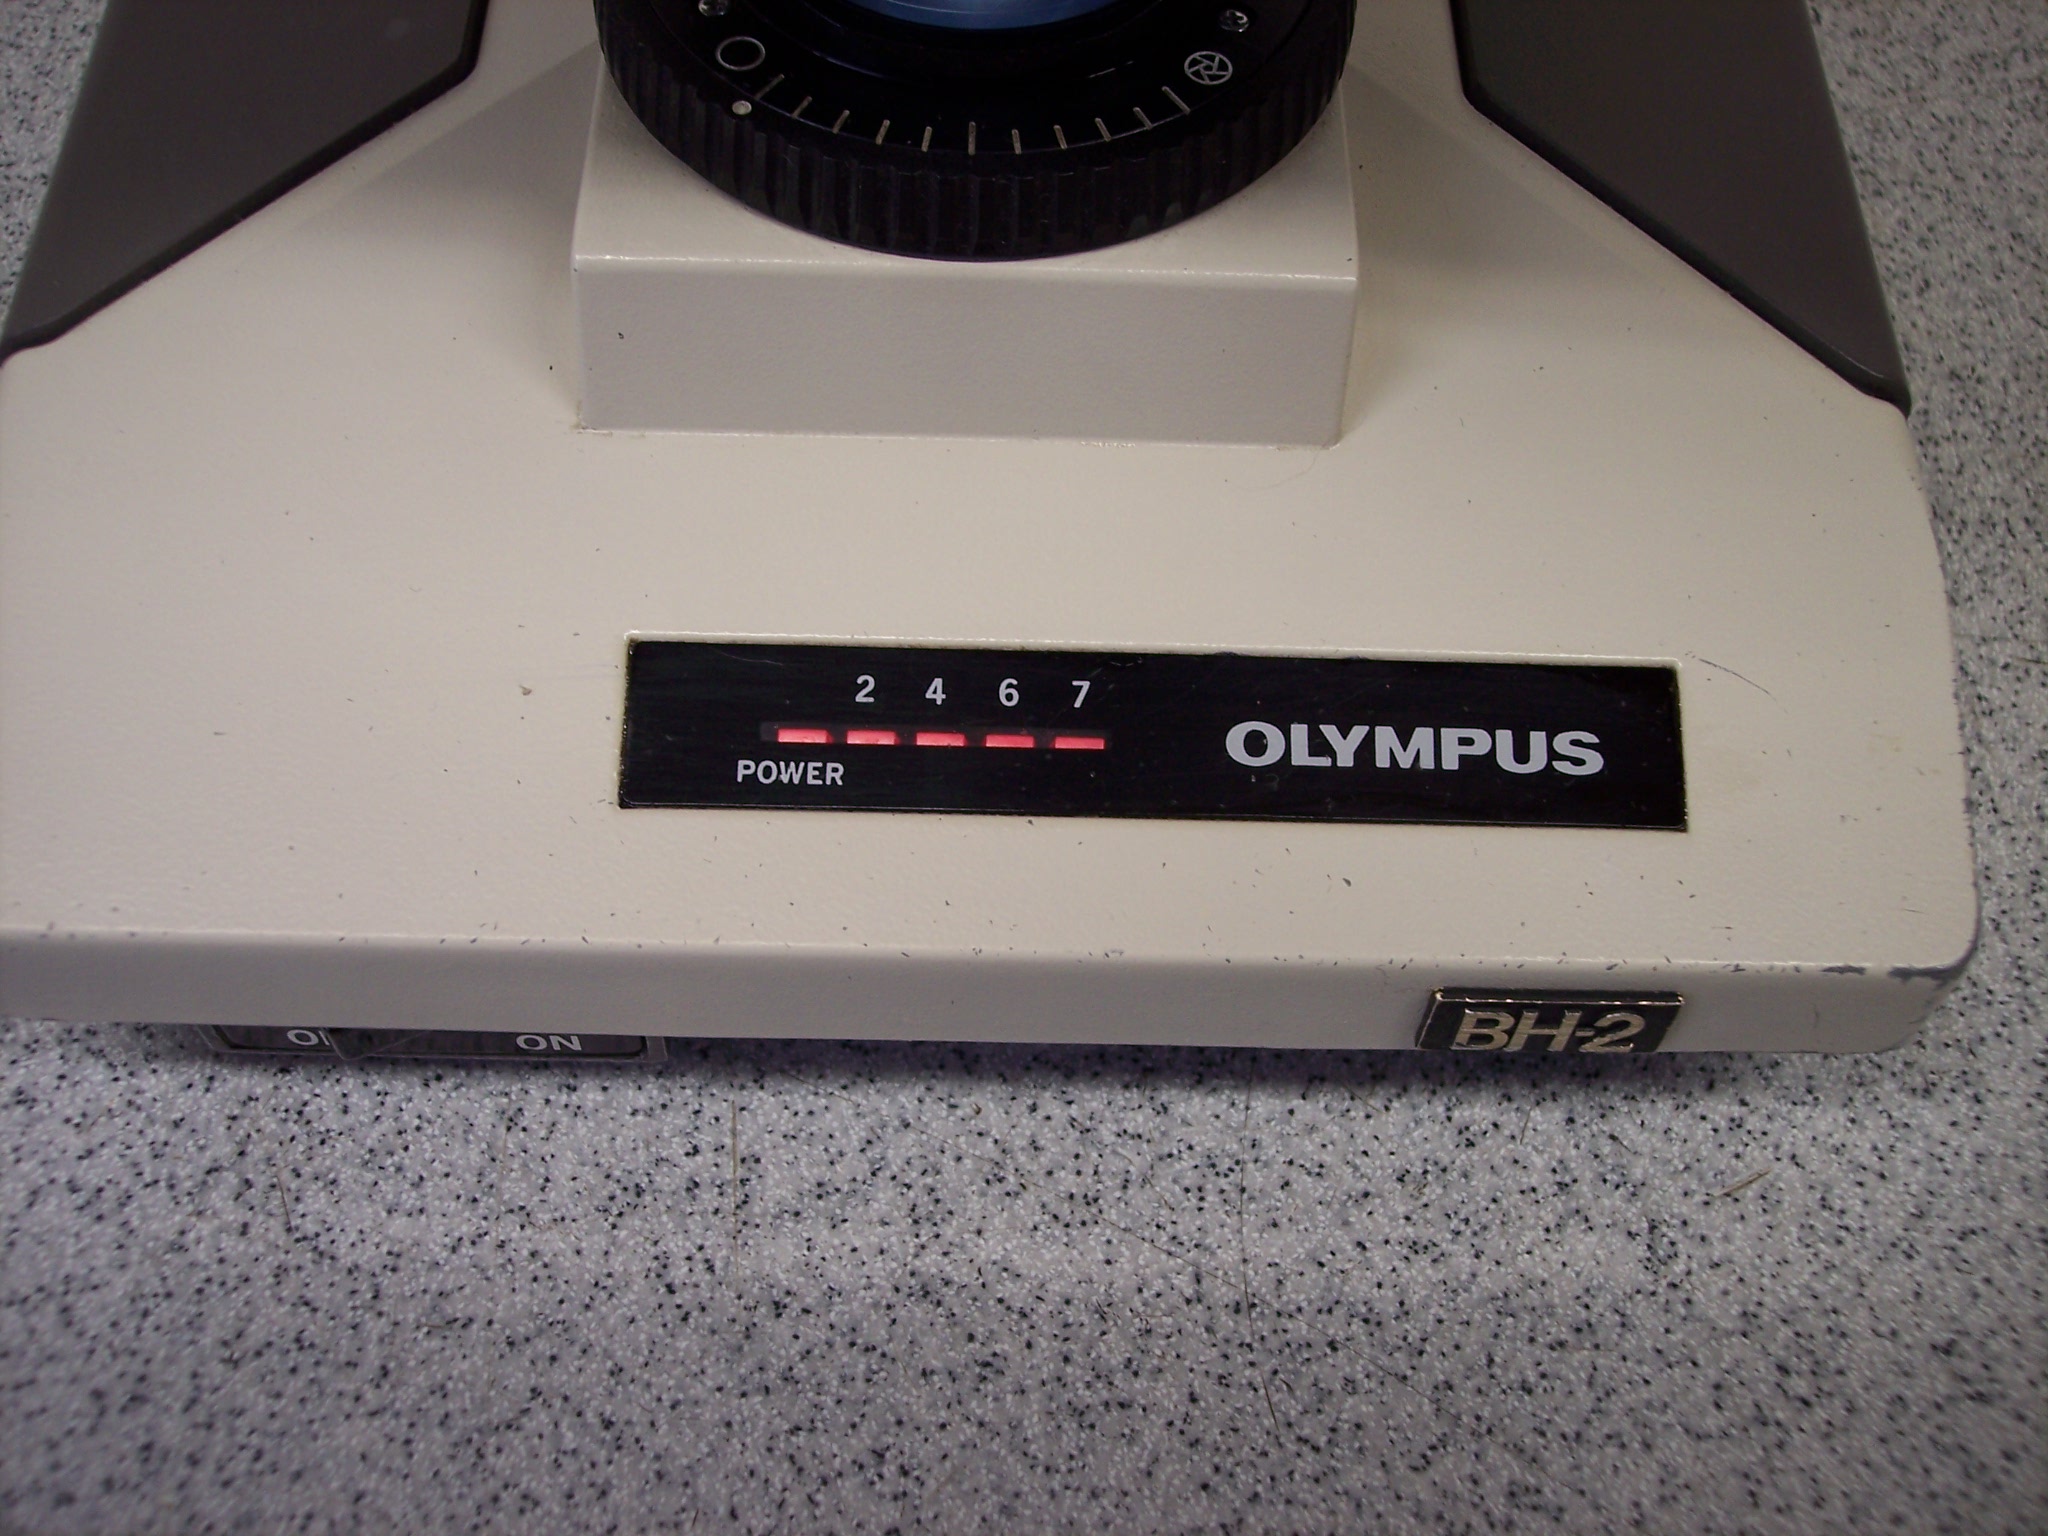 2 4 6 7
POWER
OLYMPUS
ON
BH-2